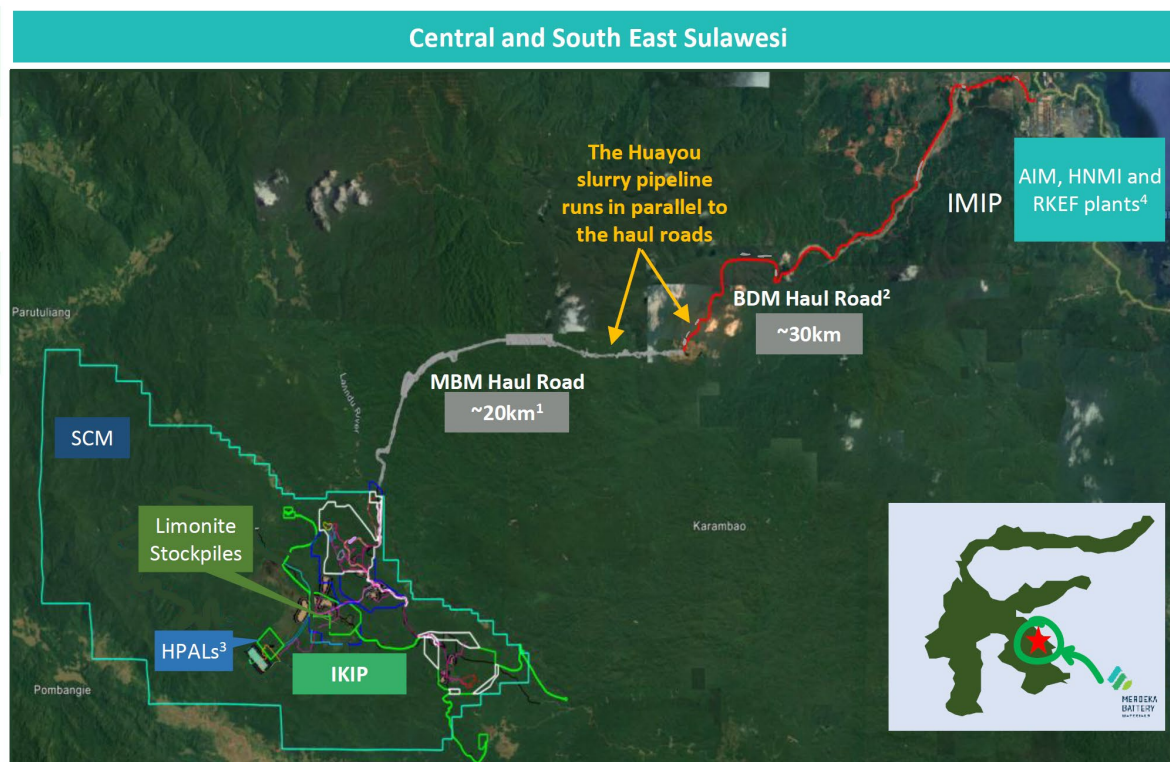 Central and South East Sulawesi
The Huayou
slurry pipeline
runs in parallel to
the haul roads
IMIP
AIM, HNMI and
RKEF plants⁴
BDM Haul Road²
~30km
Parutuliang
MBM Haul Road
~20km¹
Lalindu River
SCM
Limonite
Stockpiles
Karambao
HPALs³
IKIP
Pombangie
MERDEKA
BATTERY
MATERIALS